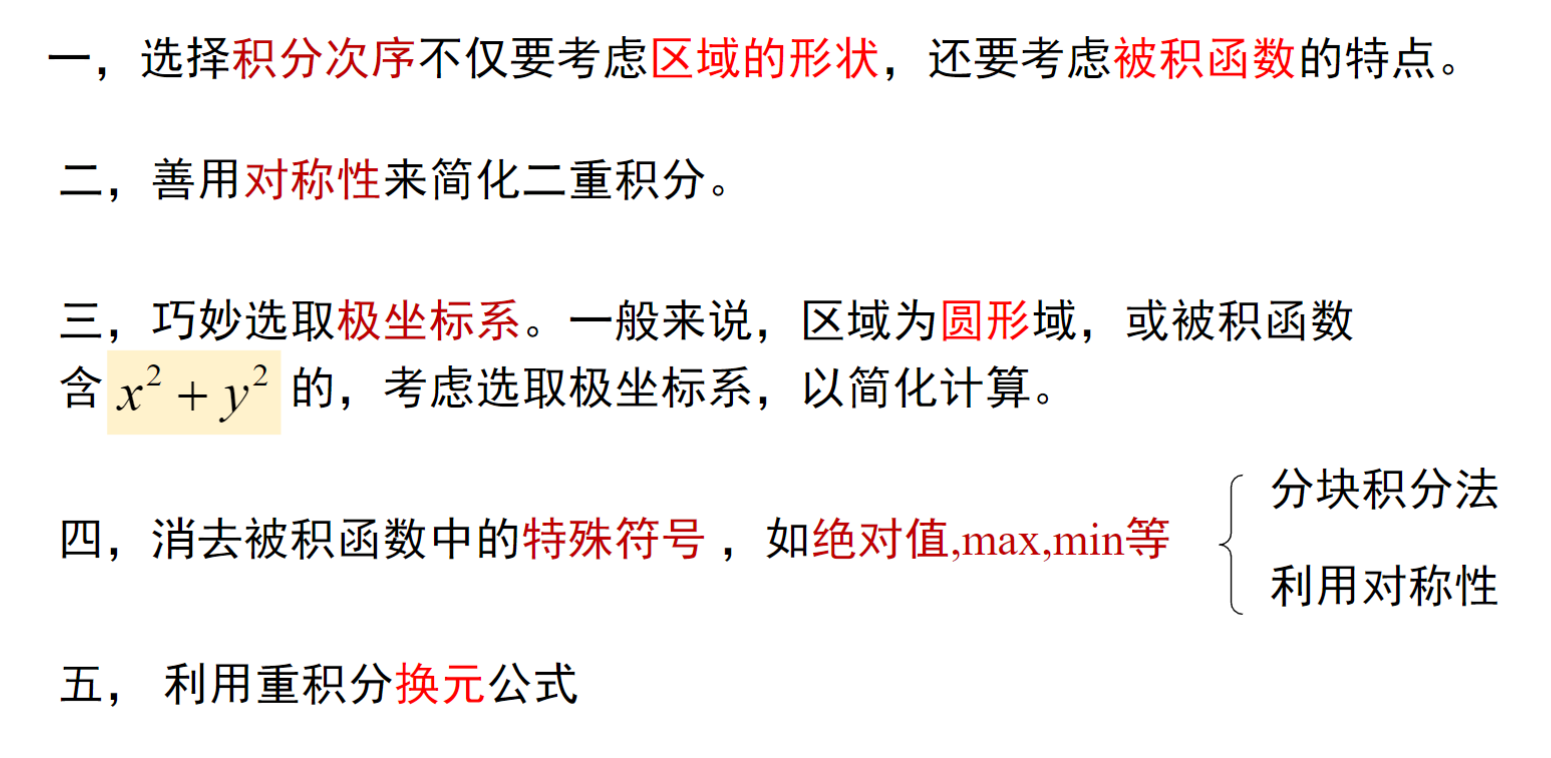 一，选择积分次序不仅要考虑区域的形状，还要考虑被积函数的特点。
二，善用对称性来简化二重积分。
三，巧妙选取极坐标系。一般来说，区域为圆形域，或被积函数
含 x² + y² 的，考虑选取极坐标系，以简化计算。
四，消去被积函数中的特殊符号 ，如绝对值,max,min等
分块积分法
利用对称性
五， 利用重积分换元公式